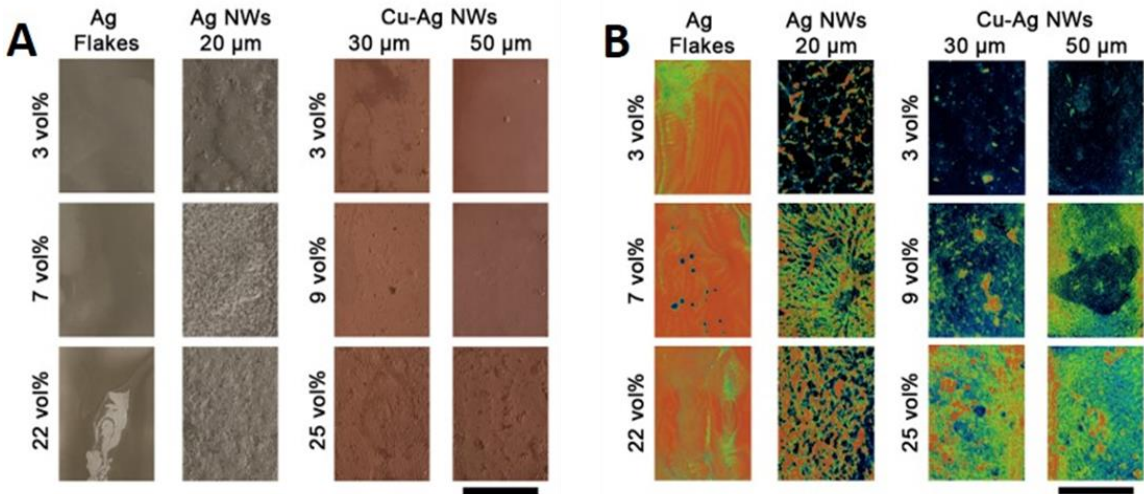 A
Ag
Flakes
Ag NWs
20 µm
Cu-Ag NWs
30 µm
50 µm
3 vol%
3 vol%
7 vol%
9 vol%
22 vol%
25 vol%
B
Ag
Flakes
Ag NWs
20 µm
Cu-Ag NWs
30 µm
50 µm
3 vol%
3 vol%
7 vol%
9 vol%
22 vol%
25 vol%